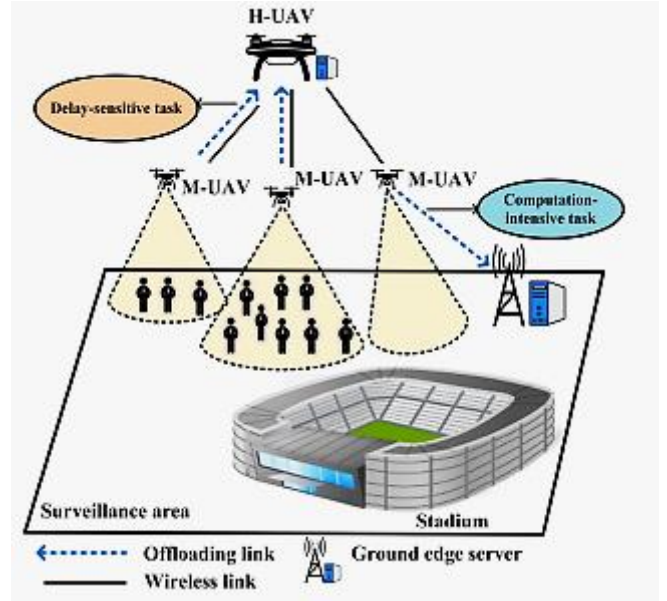 H-UAV
Delay-sensitive task
M-UAV
M-UAV
M-UAV
Computation-
intensive task
Surveillance area
Stadium
Offloading link
Ground edge server
Wireless link